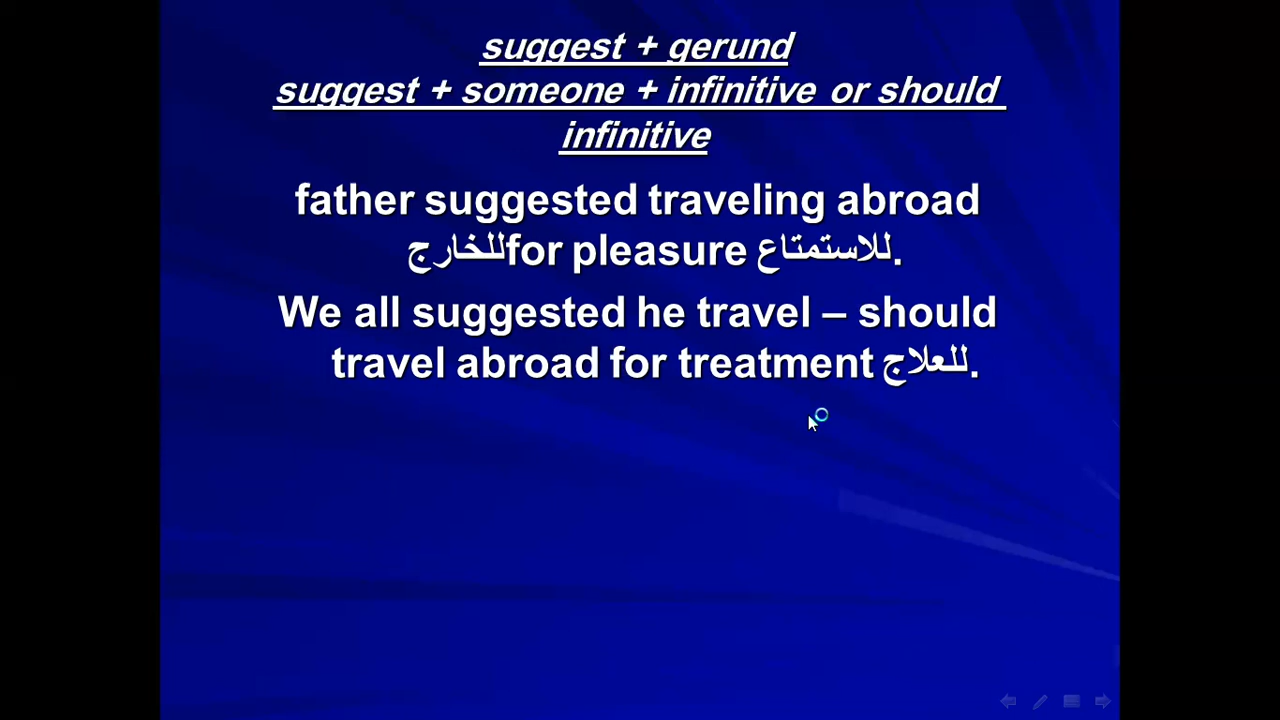 suggest + gerund
suggest + someone + infinitive or should
infinitive
father suggested traveling abroad
للخارجfor pleasure للاستمتاع.
We all suggested he travel – should
travel abroad for treatment للعلاج.